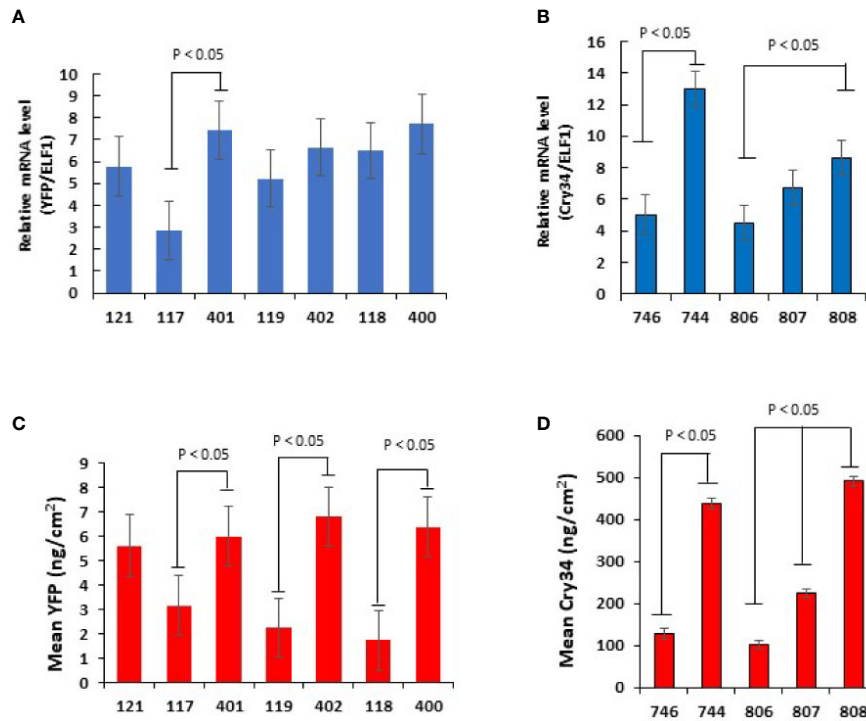 A
P < 0.05
Relative mRNA level
(YFP/ELF1)
10
9
8
7
6
5
4
3
2
1
0
121 117 401 119 402 118 400
B
P < 0.05
P < 0.05
Relative mRNA level
(Cry34/ELF1)
16
14
12
10
8
6
4
2
0
746 744 806 807 808
C
P < 0.05
P < 0.05
P < 0.05
Mean YFP (ng/cm²)
9
8
7
6
5
4
3
2
1
0
121 117 401 119 402 118 400
D
P < 0.05
P < 0.05
Mean Cry34 (ng/cm²)
600
500
400
300
200
100
0
746 744 806 807 808